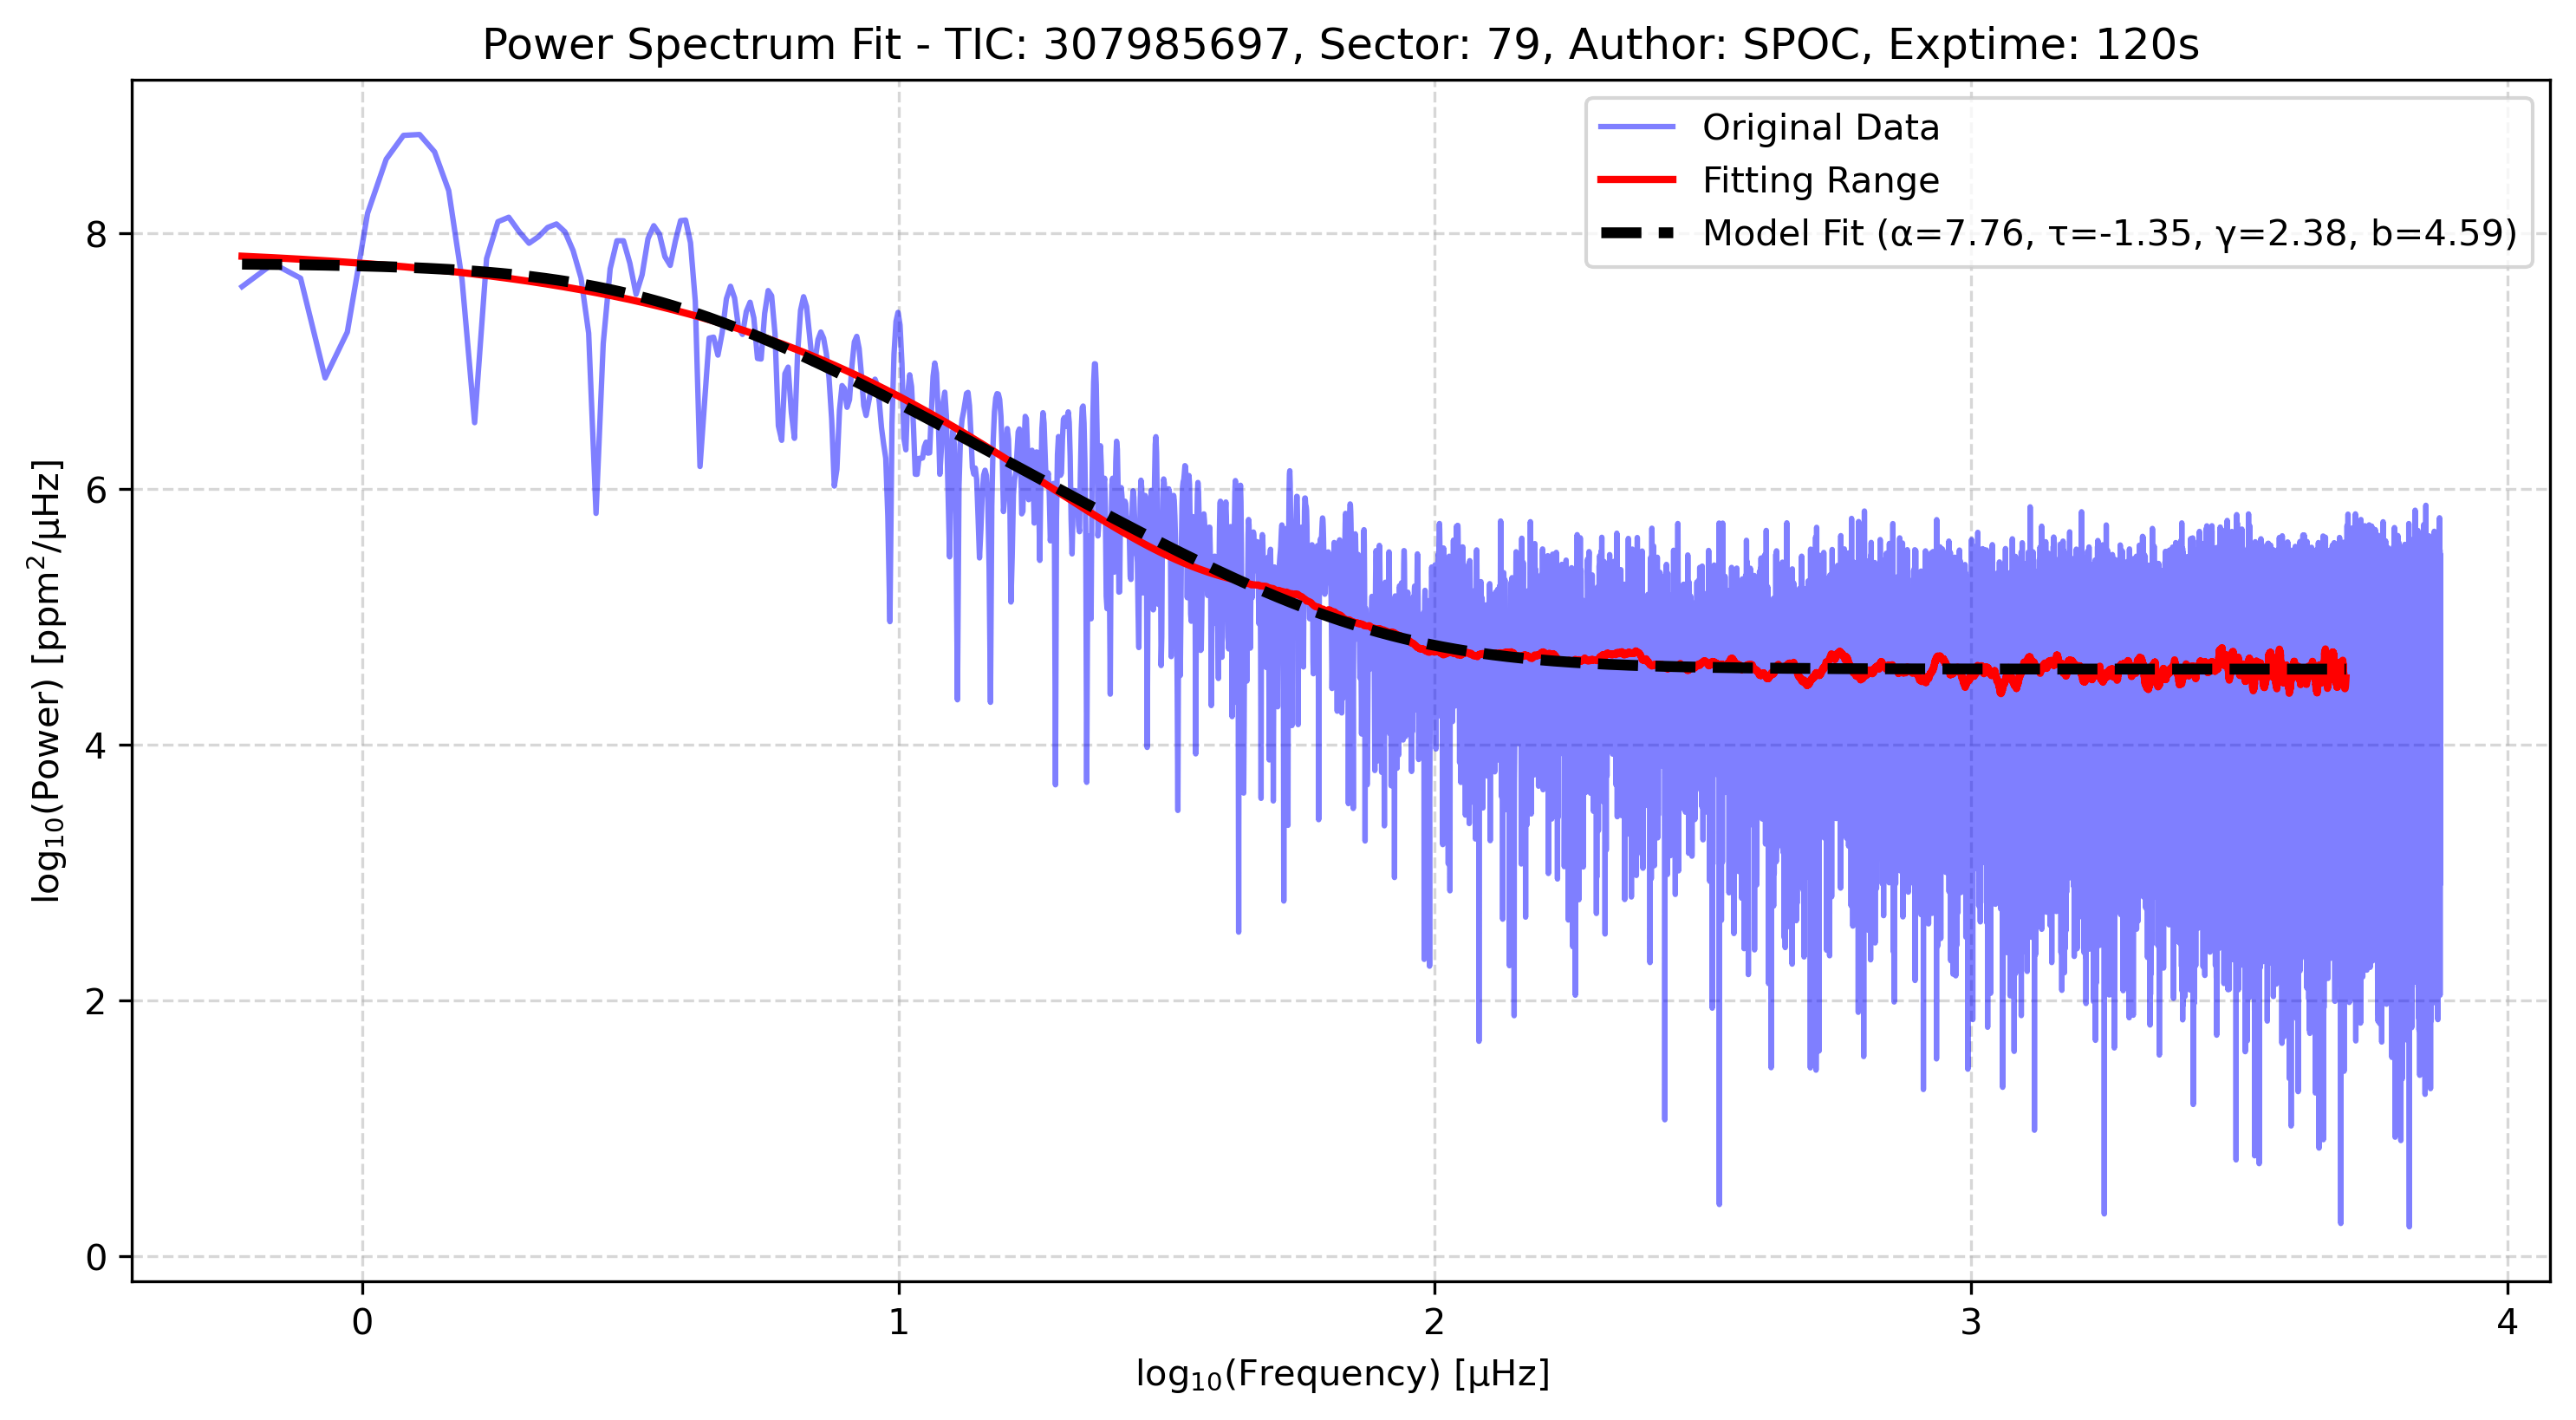 Power Spectrum Fit - TIC: 307985697, Sector: 79, Author: SPOC, Exptime: 120s
Original Data
Fitting Range
Model Fit (α=7.76, τ=-1.35, γ=2.38, b=4.59)
log₁₀(Power) [ppm²/μHz]
8
6
4
2
0
0 1 2 3 4
log₁₀(Frequency) [μHz]